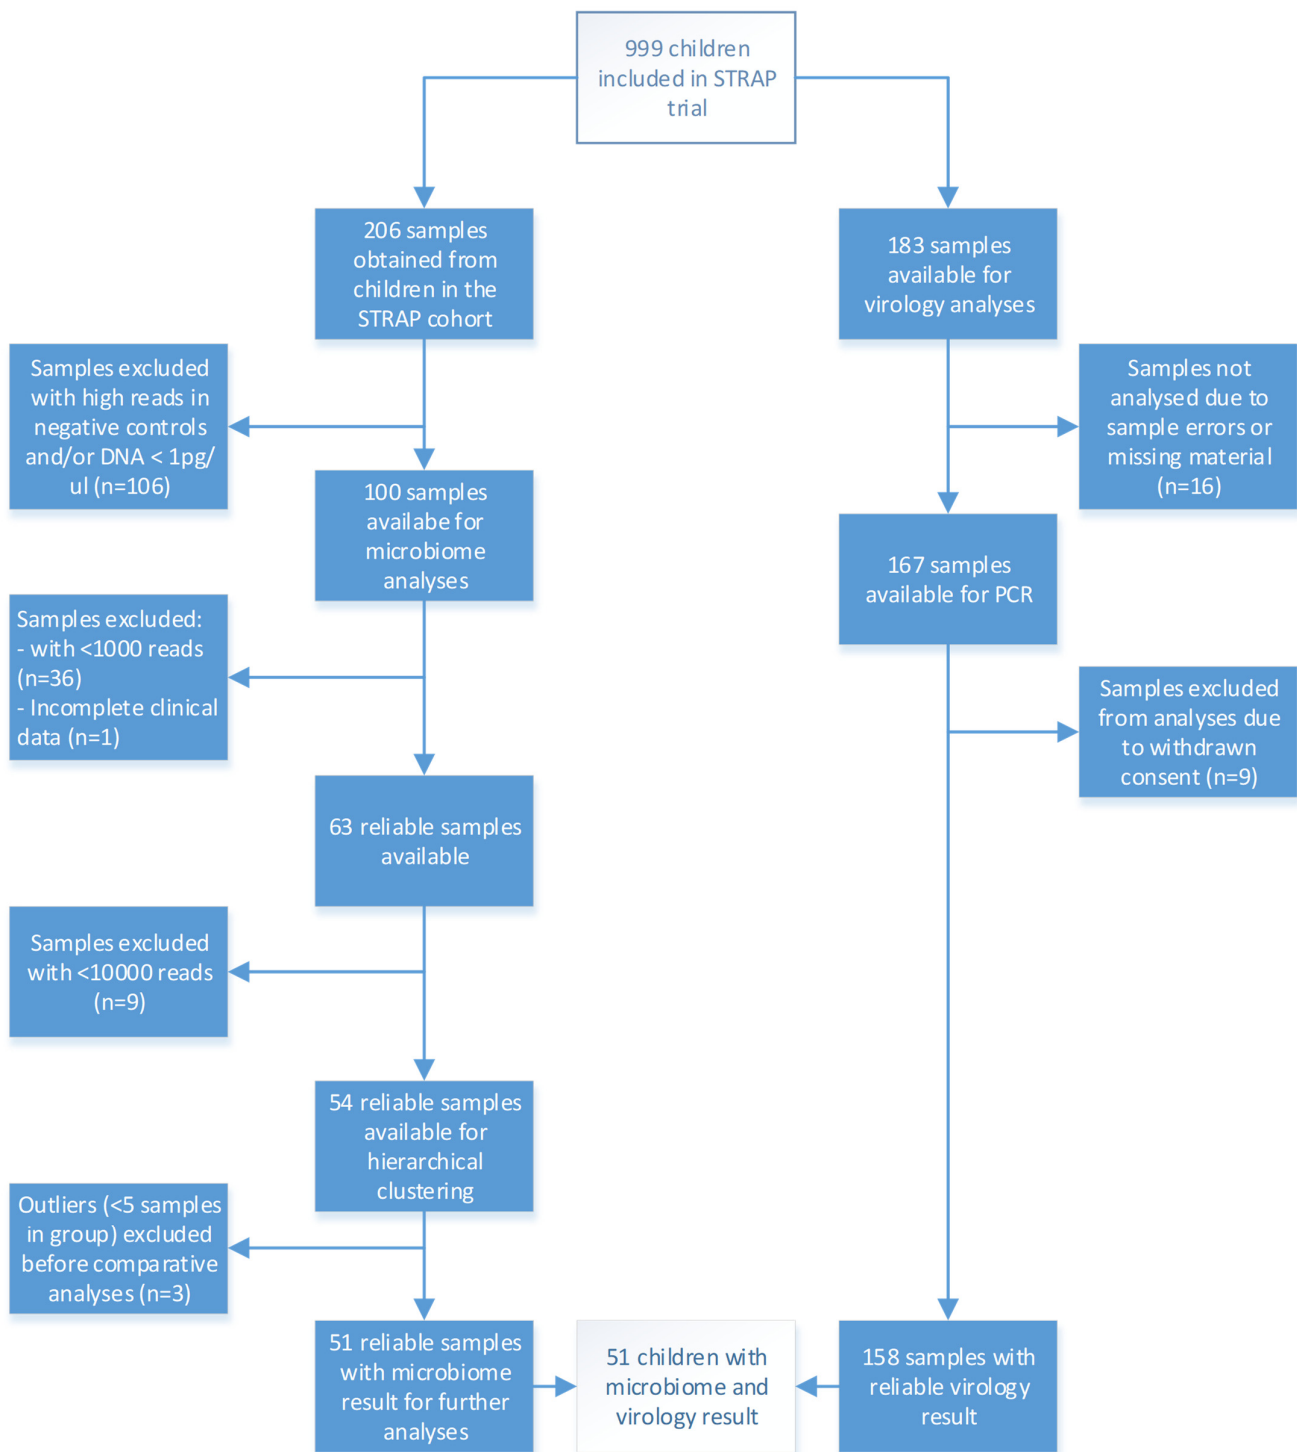 999 children
included in STRAP
trial
206 samples
obtained from
children in the
STRAP cohort
183 samples
available for
virology analyses
Samples excluded
with high reads in
negative controls
and/or DNA < 1pg/
ul (n=106)
Samples not
analysed due to
sample errors or
missing material
(n=16)
100 samples
availabe for
microbiome
analyses
167 samples
available for PCR
Samples excluded:
- with <1000 reads
(n=36)
- Incomplete clinical
data (n=1)
Samples excluded
from analyses due
to withdrawn
consent (n=9)
63 reliable samples
available
Samples excluded
with <10000 reads
(n=9)
54 reliable samples
available for
hierarchical
clustering
Outliers (<5 samples
in group) excluded
before comparative
analyses (n=3)
51 reliable samples
with microbiome
result for further
analyses
51 children with
microbiome and
virology result
158 samples with
reliable virology
result